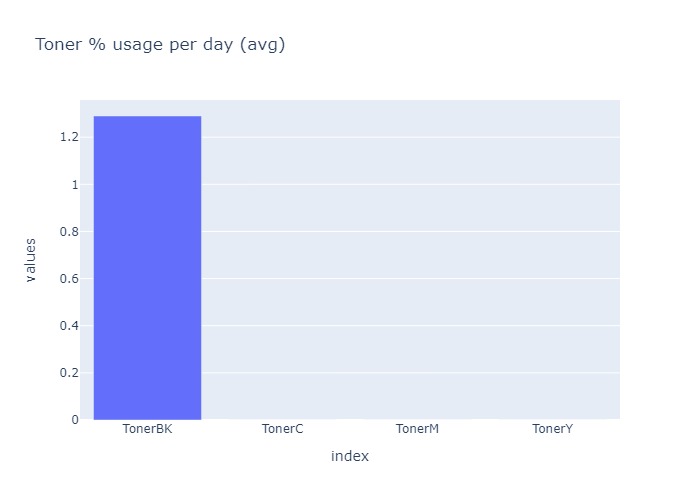 Toner % usage per day (avg)
values
1.2
1
0.8
0.6
0.4
0.2
0
TonerBK TonerC TonerM TonerY
index